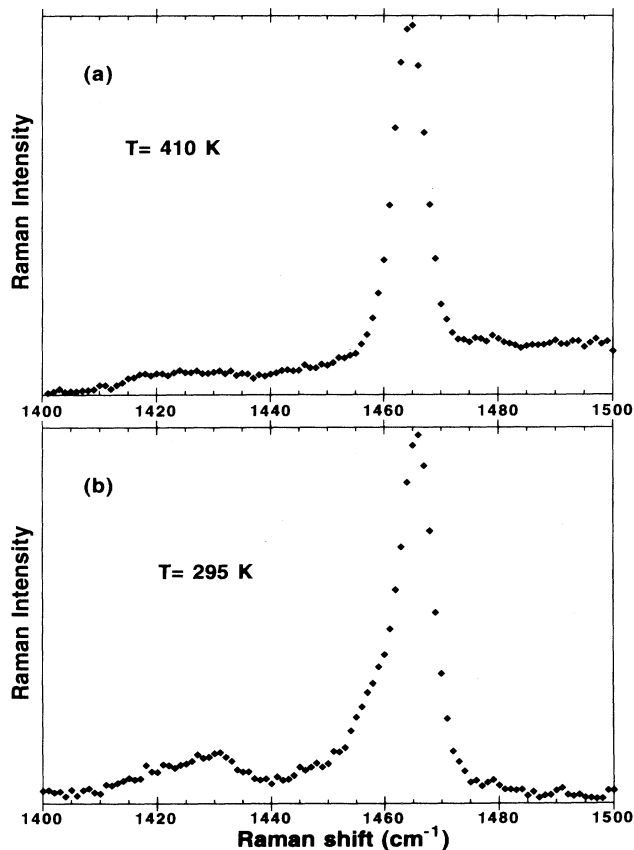 (a)
T= 410 K
Raman Intensity
1400 1420 1440 1460 1480 1500
(b)
T= 295 K
Raman Intensity
1400 1420 1440 1460 1480 1500
Raman shift (cm⁻¹)